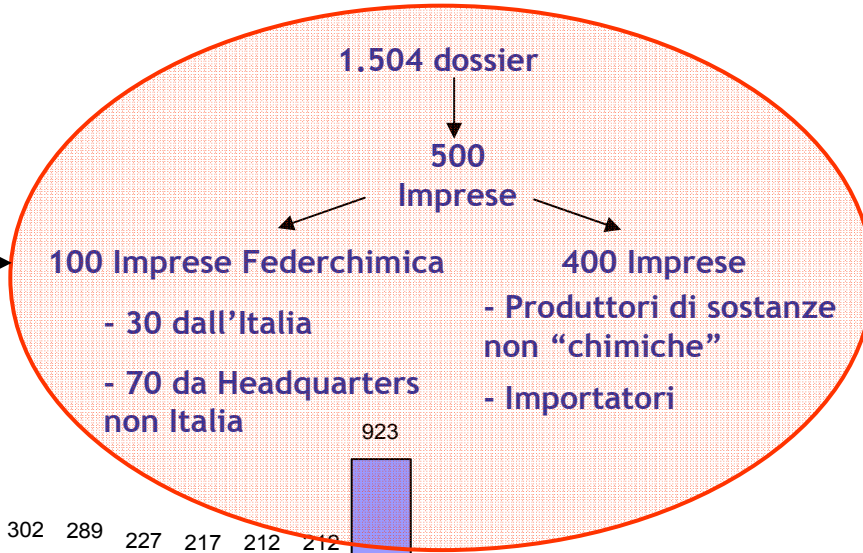 1.504 dossier
500
Imprese
100 Imprese Federchimica
- 30 dall’Italia
- 70 da Headquarters
non Italia
400 Imprese
- Produttori di sostanze
non “chimiche”
- Importatori
923
302 289 227 217 212 212